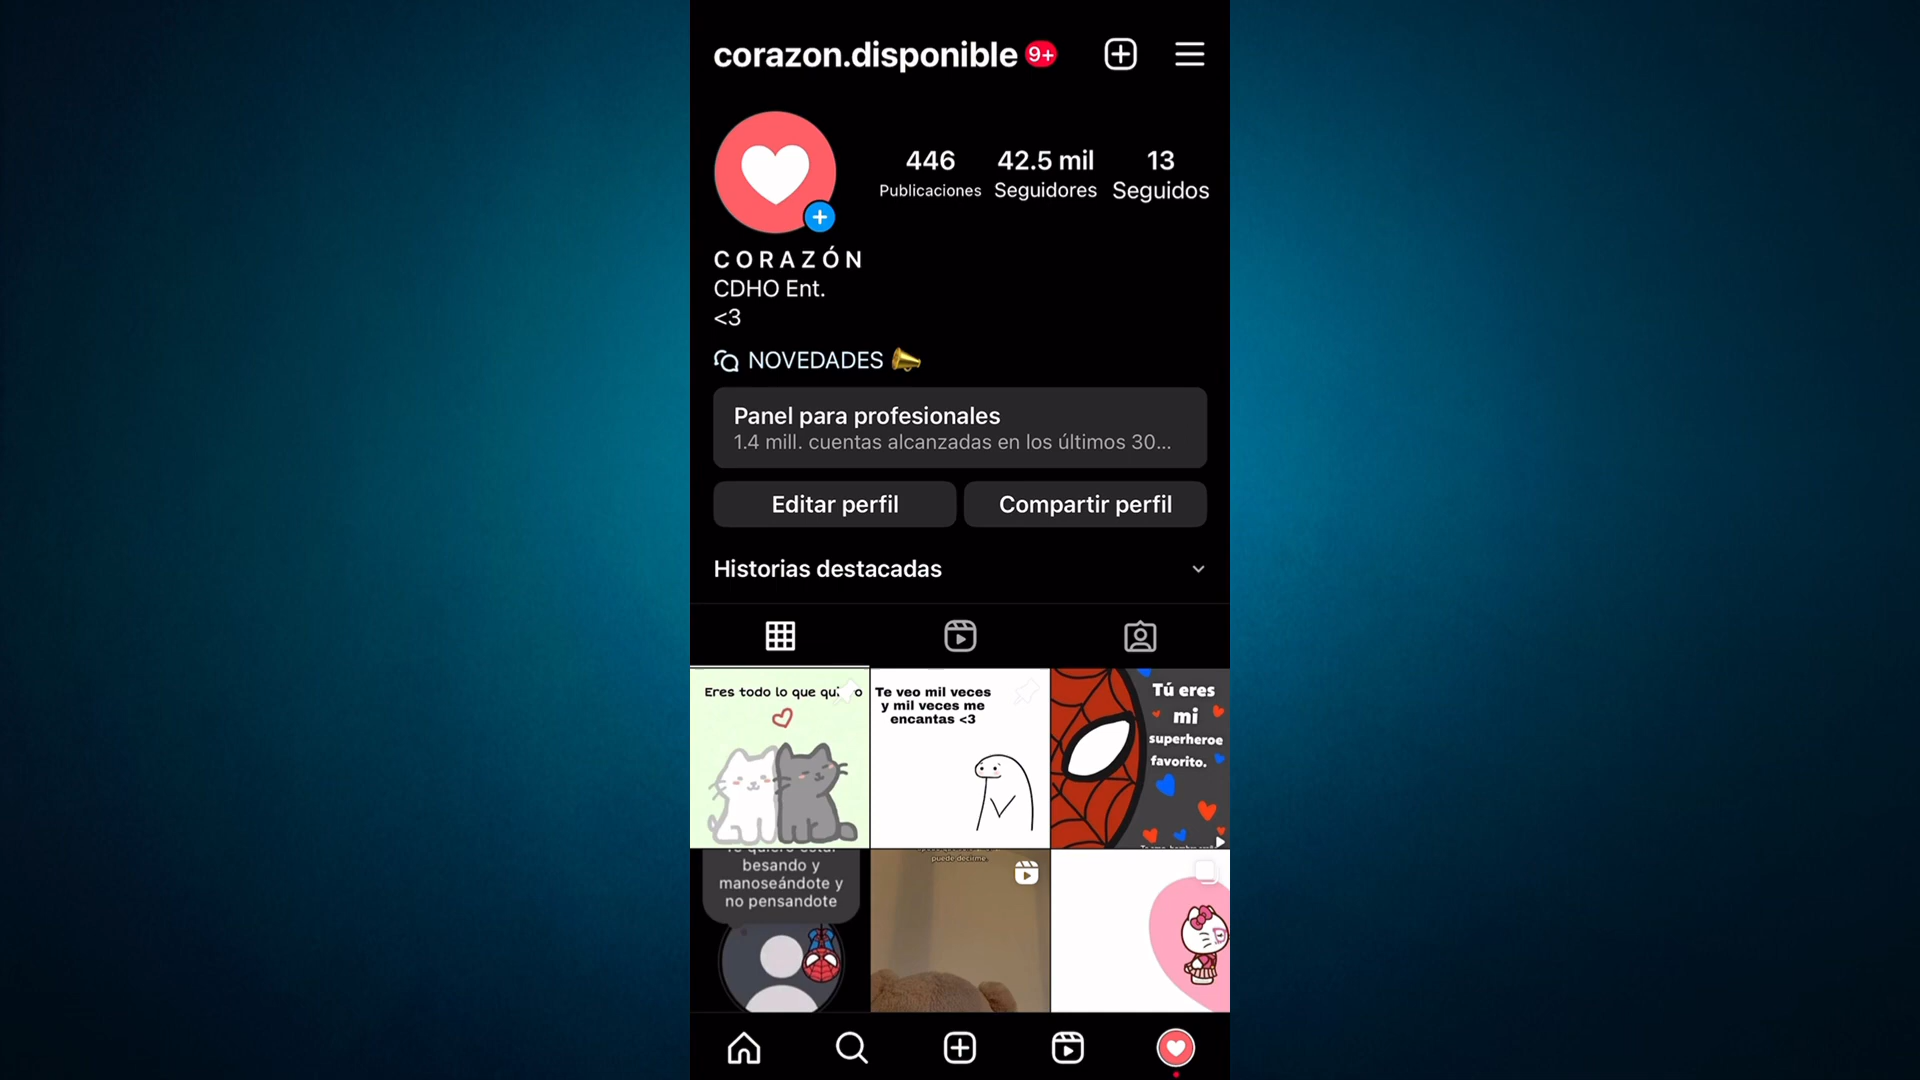 corazon.disponible 9+
446 42.5 mil 13
Publicaciones Seguidores Seguidos
C O R A Z Ó N
CDHO Ent.
<3
NOVEDADES
Panel para profesionales
1.4 mill. cuentas alcanzadas en los últimos 30...
Editar perfil Compartir perfil
Historias destacadas
Eres todo lo que
Te veo mil veces
y mil veces me
encantas <3
Tú eres
mi
superheroe
favorito.
besando y
manoseándote y
no pensandote
puede decirme.